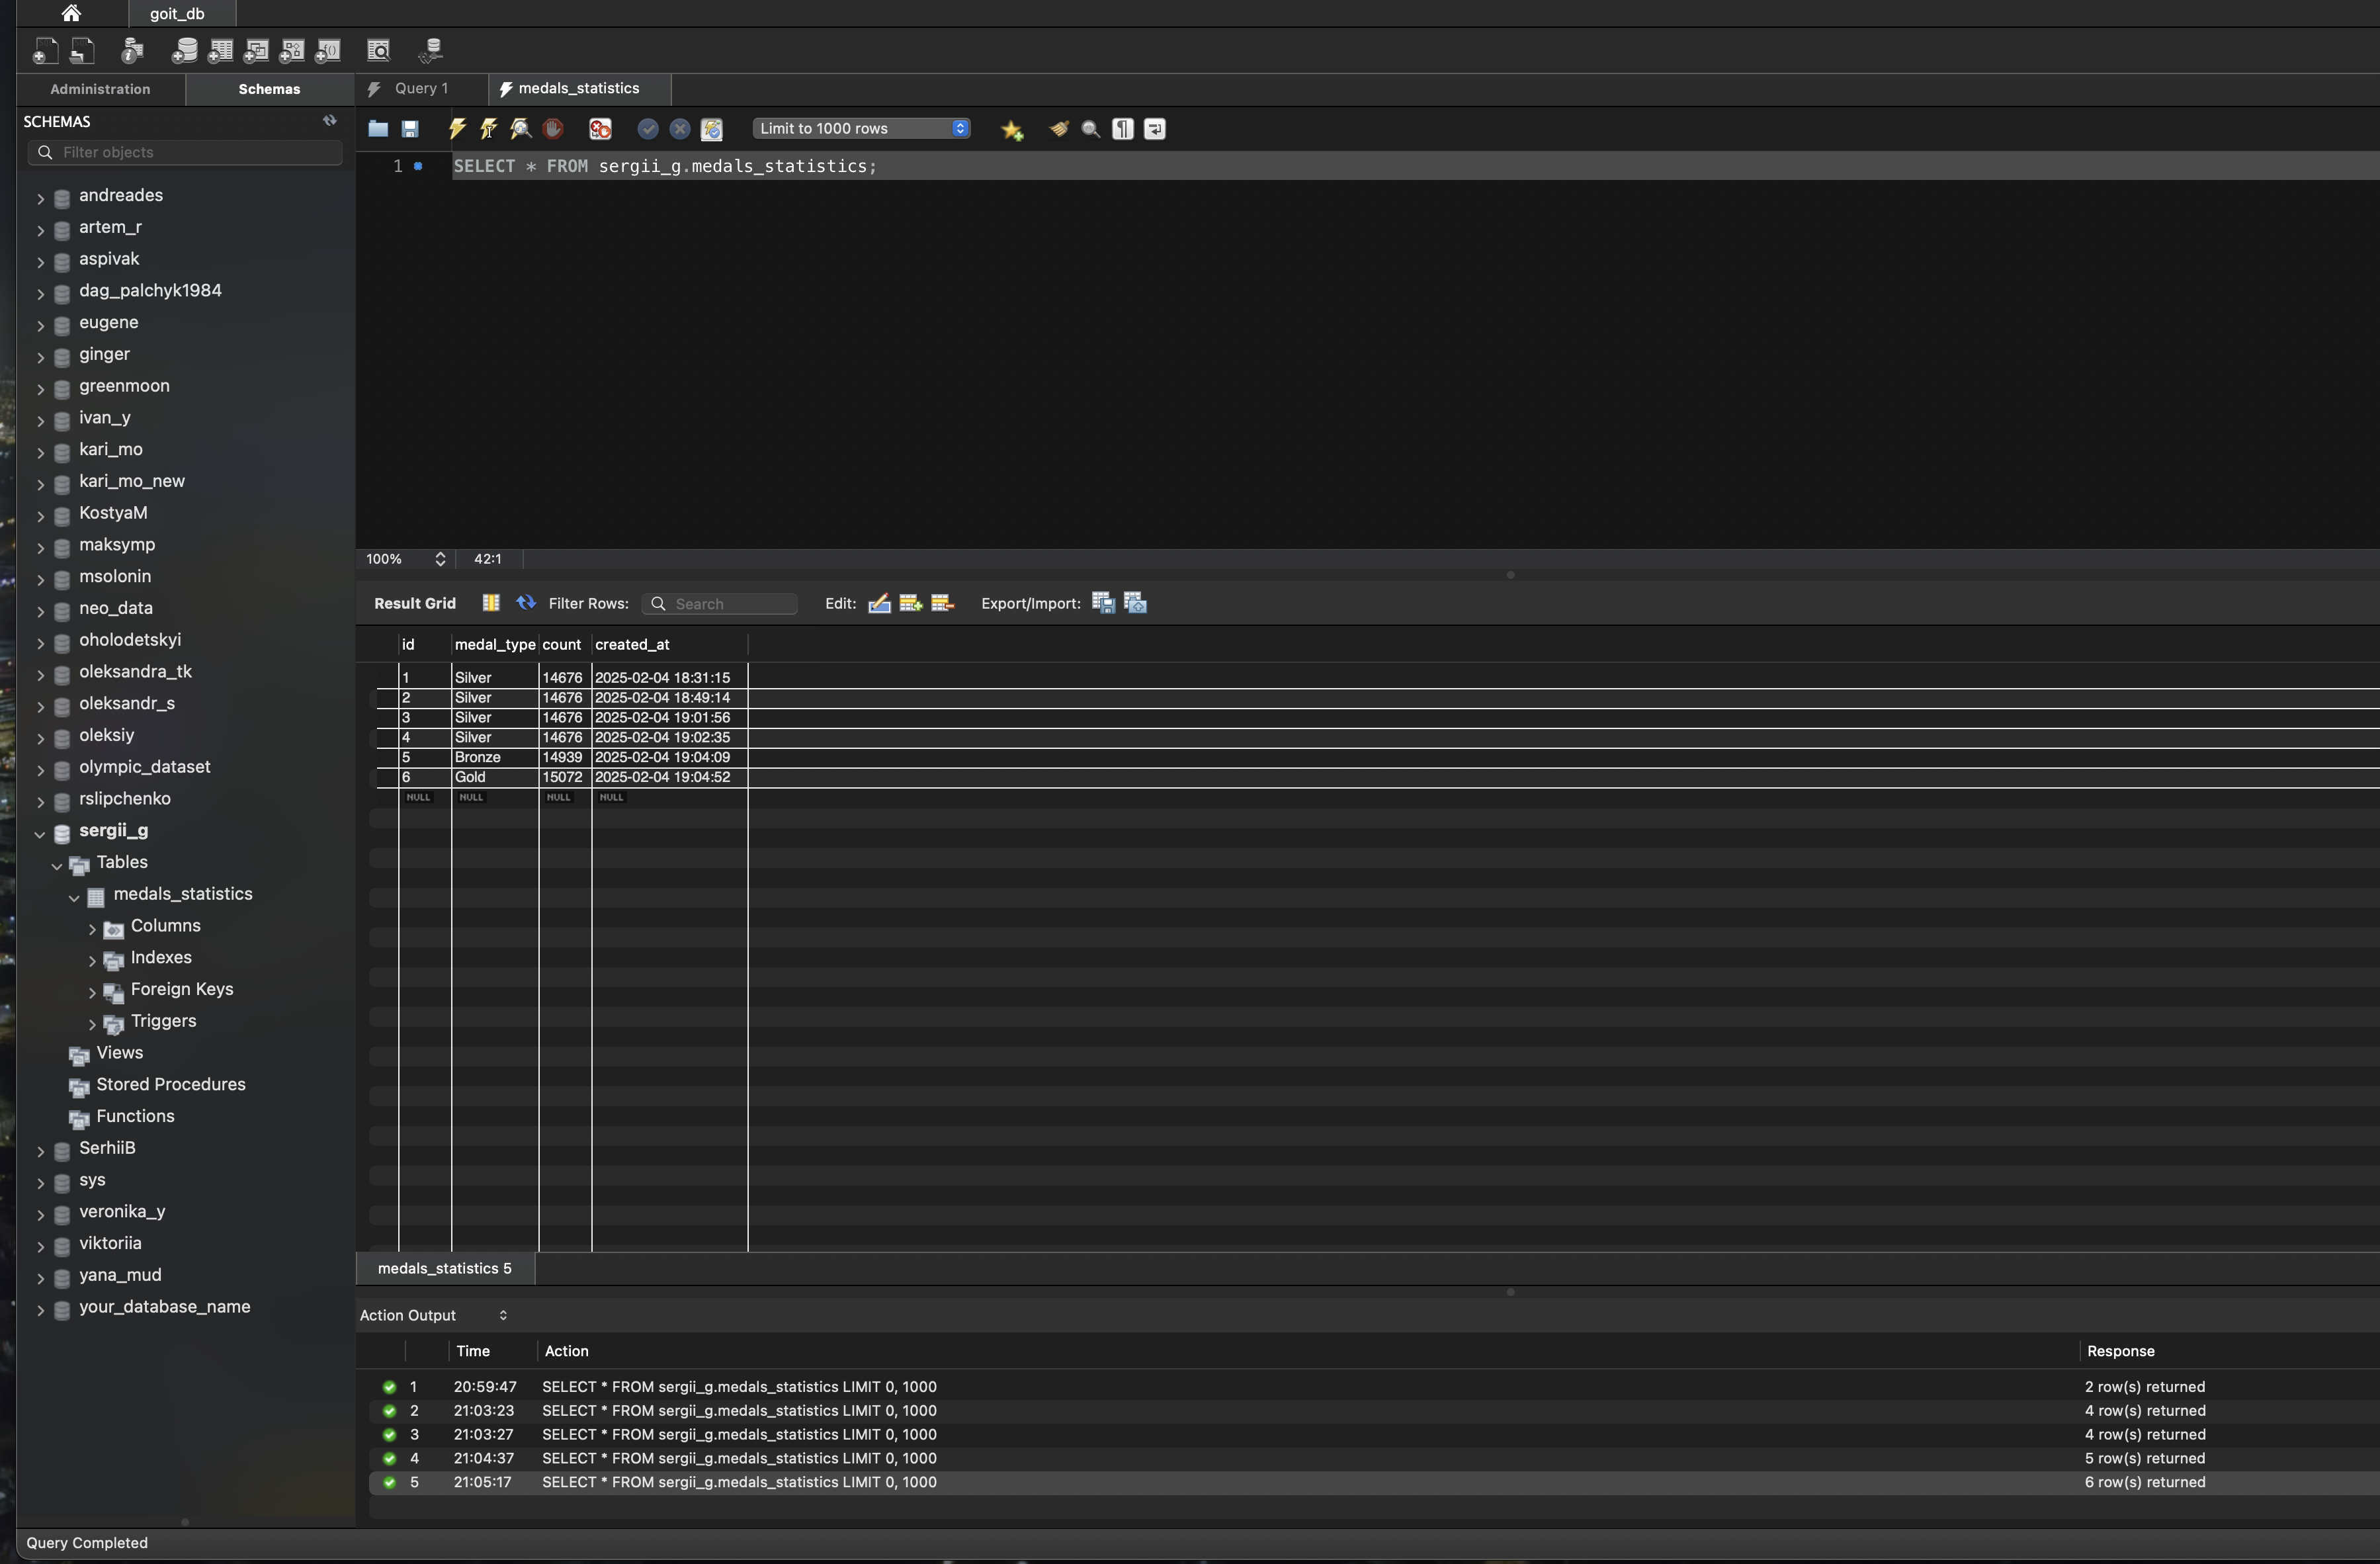 goit_db
Administration
Schemas
Query 1
medals_statistics
SCHEMAS
Filter objects
andreades
artem_r
aspivak
dag_palchyk1984
eugene
ginger
greenmoon
ivan_y
kari_mo
kari_mo_new
KostyaM
maksymp
msolonin
neo_data
oholodetskyi
oleksandra_tk
oleksandr_s
oleksiy
olympic_dataset
rslipchenko
sergii_g
Tables
medals_statistics
Columns
Indexes
Foreign Keys
Triggers
Views
Stored Procedures
Functions
SerhiiB
sys
veronika_y
viktoriia
yana_mud
your_database_name
Limit to 1000 rows
1 SELECT * FROM sergii_g.medals_statistics;
100% 42:1
Result Grid Filter Rows: Search Edit: Export/Import:
id medal_type count created_at
1 Silver 14676 2025-02-04 18:31:15
2 Silver 14676 2025-02-04 18:49:14
3 Silver 14676 2025-02-04 19:01:56
4 Silver 14676 2025-02-04 19:02:35
5 Bronze 14939 2025-02-04 19:04:09
6 Gold 15072 2025-02-04 19:04:52
NULL NULL NULL NULL
medals_statistics 5
Action Output
Time Action Response
1 20:59:47 SELECT * FROM sergii_g.medals_statistics LIMIT 0, 1000 2 row(s) returned
2 21:03:23 SELECT * FROM sergii_g.medals_statistics LIMIT 0, 1000 4 row(s) returned
3 21:03:27 SELECT * FROM sergii_g.medals_statistics LIMIT 0, 1000 4 row(s) returned
4 21:04:37 SELECT * FROM sergii_g.medals_statistics LIMIT 0, 1000 5 row(s) returned
5 21:05:17 SELECT * FROM sergii_g.medals_statistics LIMIT 0, 1000 6 row(s) returned
Query Completed